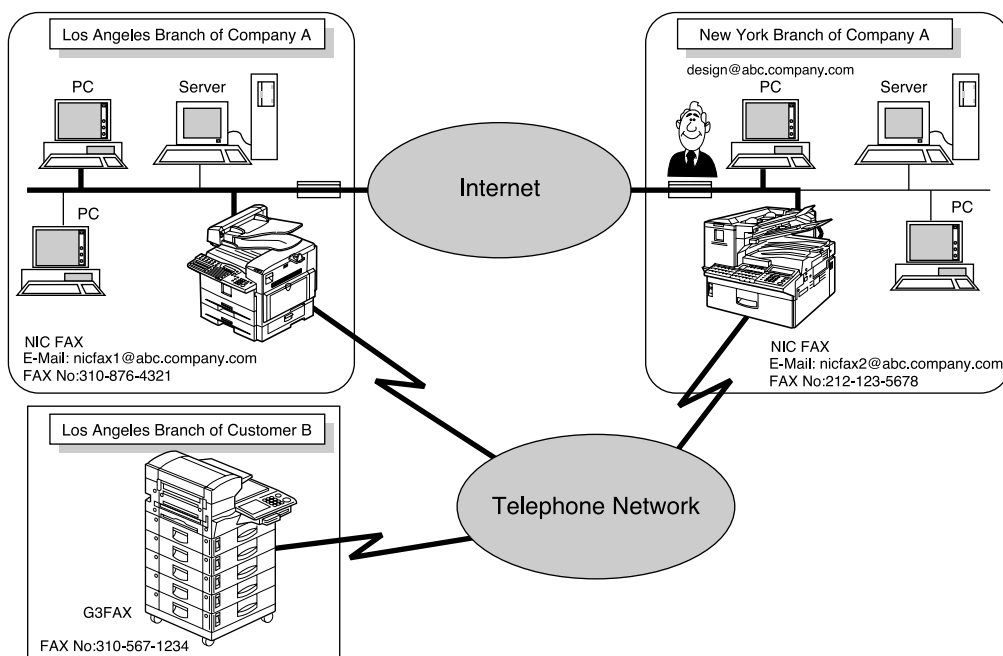 Los Angeles Branch of Company A
PC
Server
PC
NIC FAX
E-Mail: nicfax1@abc.company.com
FAX No:310-876-4321
Internet
New York Branch of Company A
design@abc.company.com
PC
Server
PC
NIC FAX
E-Mail: nicfax2@abc.company.com
FAX No:212-123-5678
Los Angeles Branch of Customer B
G3FAX
FAX No:310-567-1234
Telephone Network